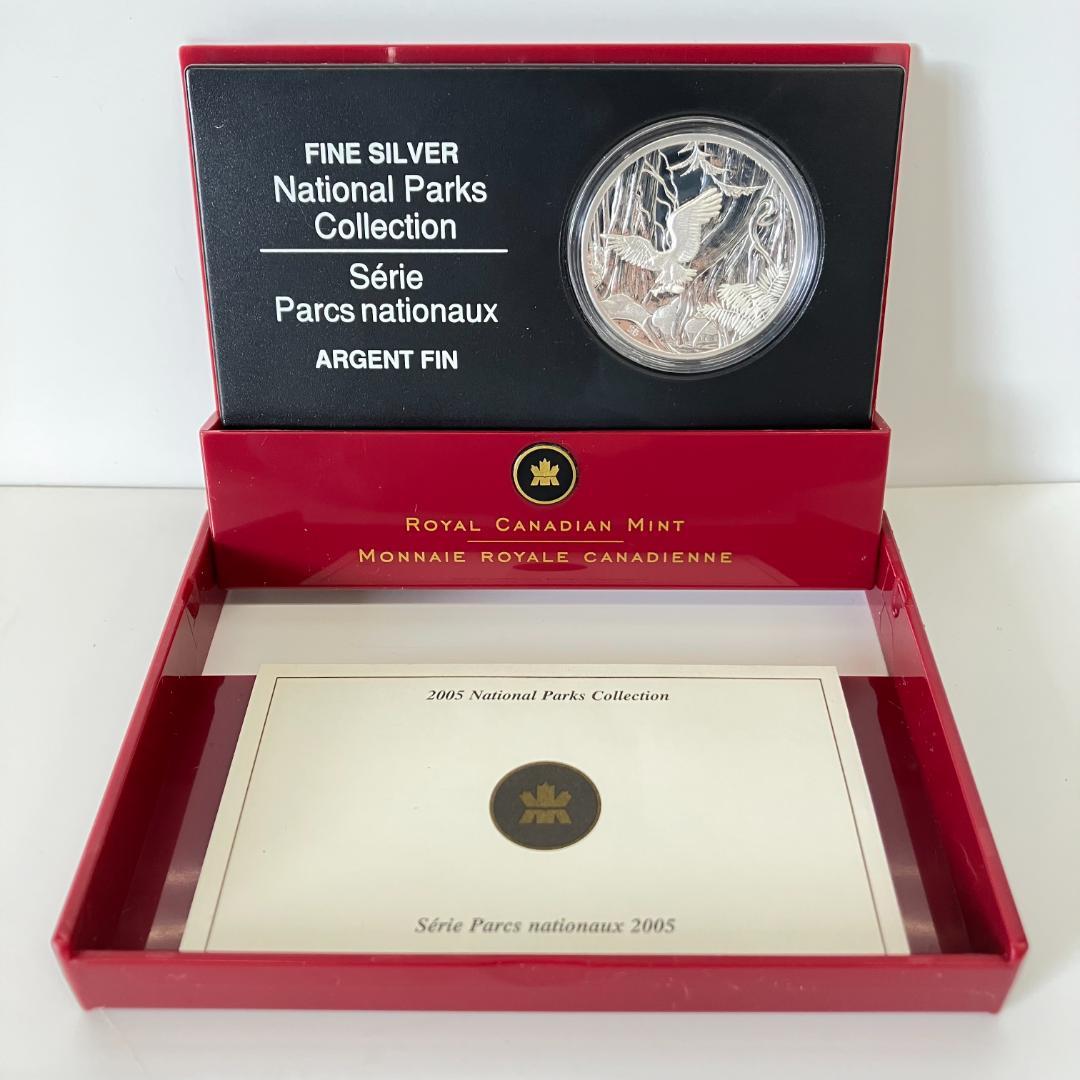 FINE SILVER
National Parks
Collection
Série
Parcs nationaux
ARGENT FIN
ROYAL CANADIAN MINT
MONNAIE ROYALE CANADIENNE
2005 National Parks Collection
Série Parcs nationaux 2005